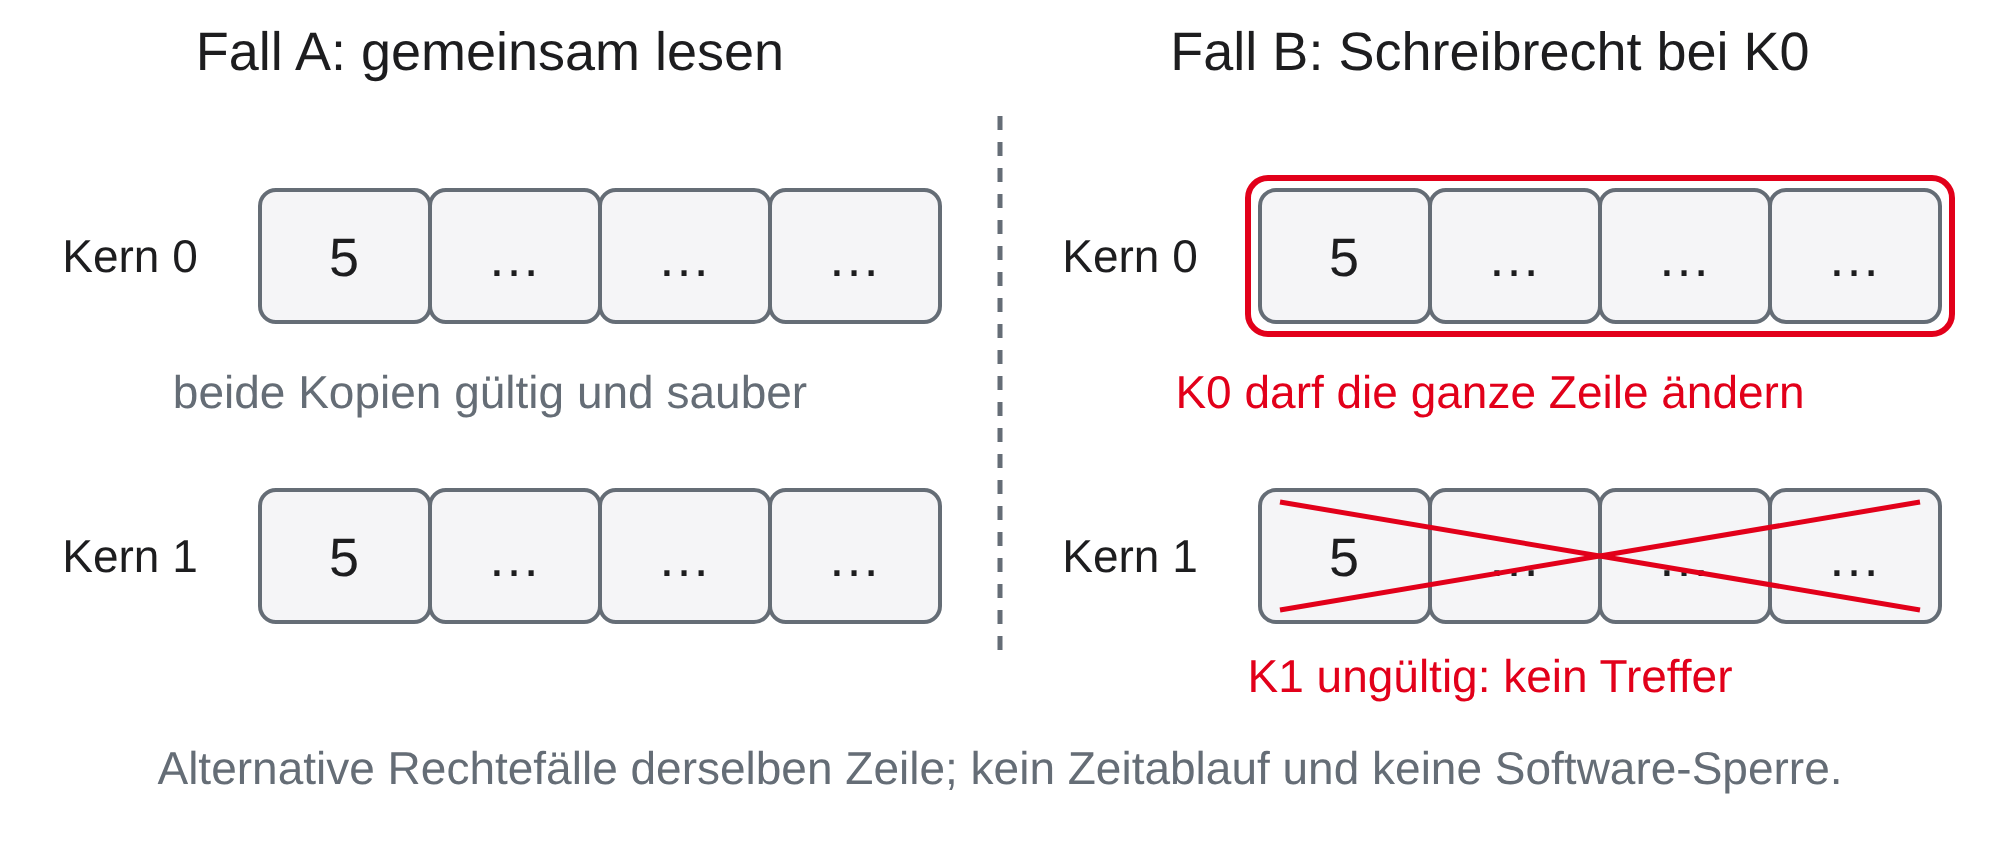 Fall A: gemeinsam lesen
Kern 0
5 … … …
beide Kopien gültig und sauber
Kern 1
5 … … …
Fall B: Schreibrecht bei K0
Kern 0
5 … … …
K0 darf die ganze Zeile ändern
Kern 1
5 … … …
K1 ungültig: kein Treffer
Alternative Rechtefälle derselben Zeile; kein Zeitablauf und keine Software-Sperre.